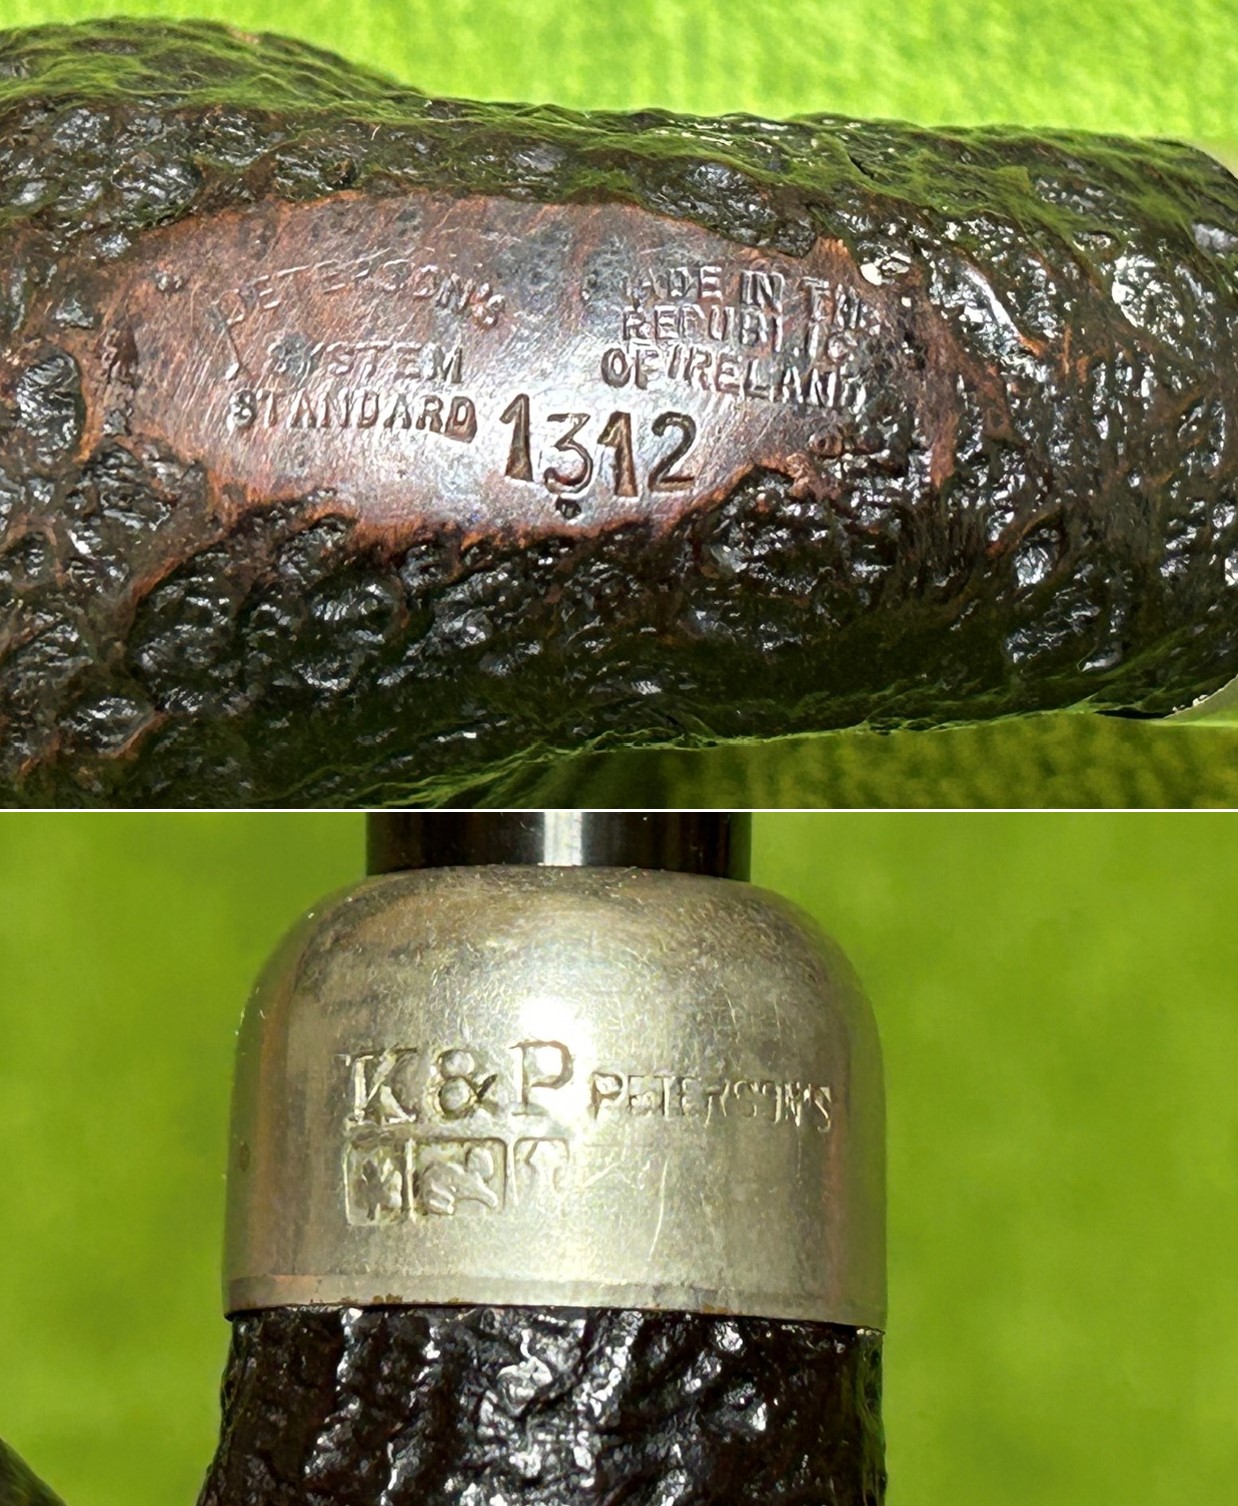 PETERSON'S
SYSTEM
STANDARD
MADE IN THE
REPUBLIC
OF IRELAND
1312
K&P PETERSON'S